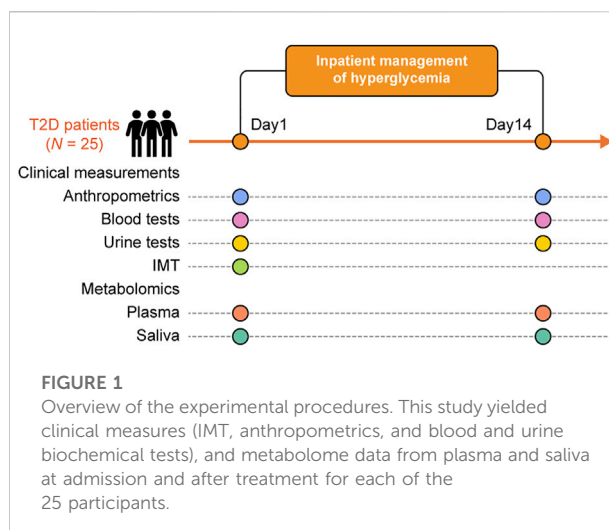 Inpatient management
of hyperglycemia
T2D patients
(N = 25)
Day1
Day14
Clinical measurements
Anthropometrics
Blood tests
Urine tests
IMT
Metabolomics
Plasma
Saliva
FIGURE 1
Overview of the experimental procedures. This study yielded
clinical measures (IMT, anthropometrics, and blood and urine
biochemical tests), and metabolome data from plasma and saliva
at admission and after treatment for each of the
25 participants.